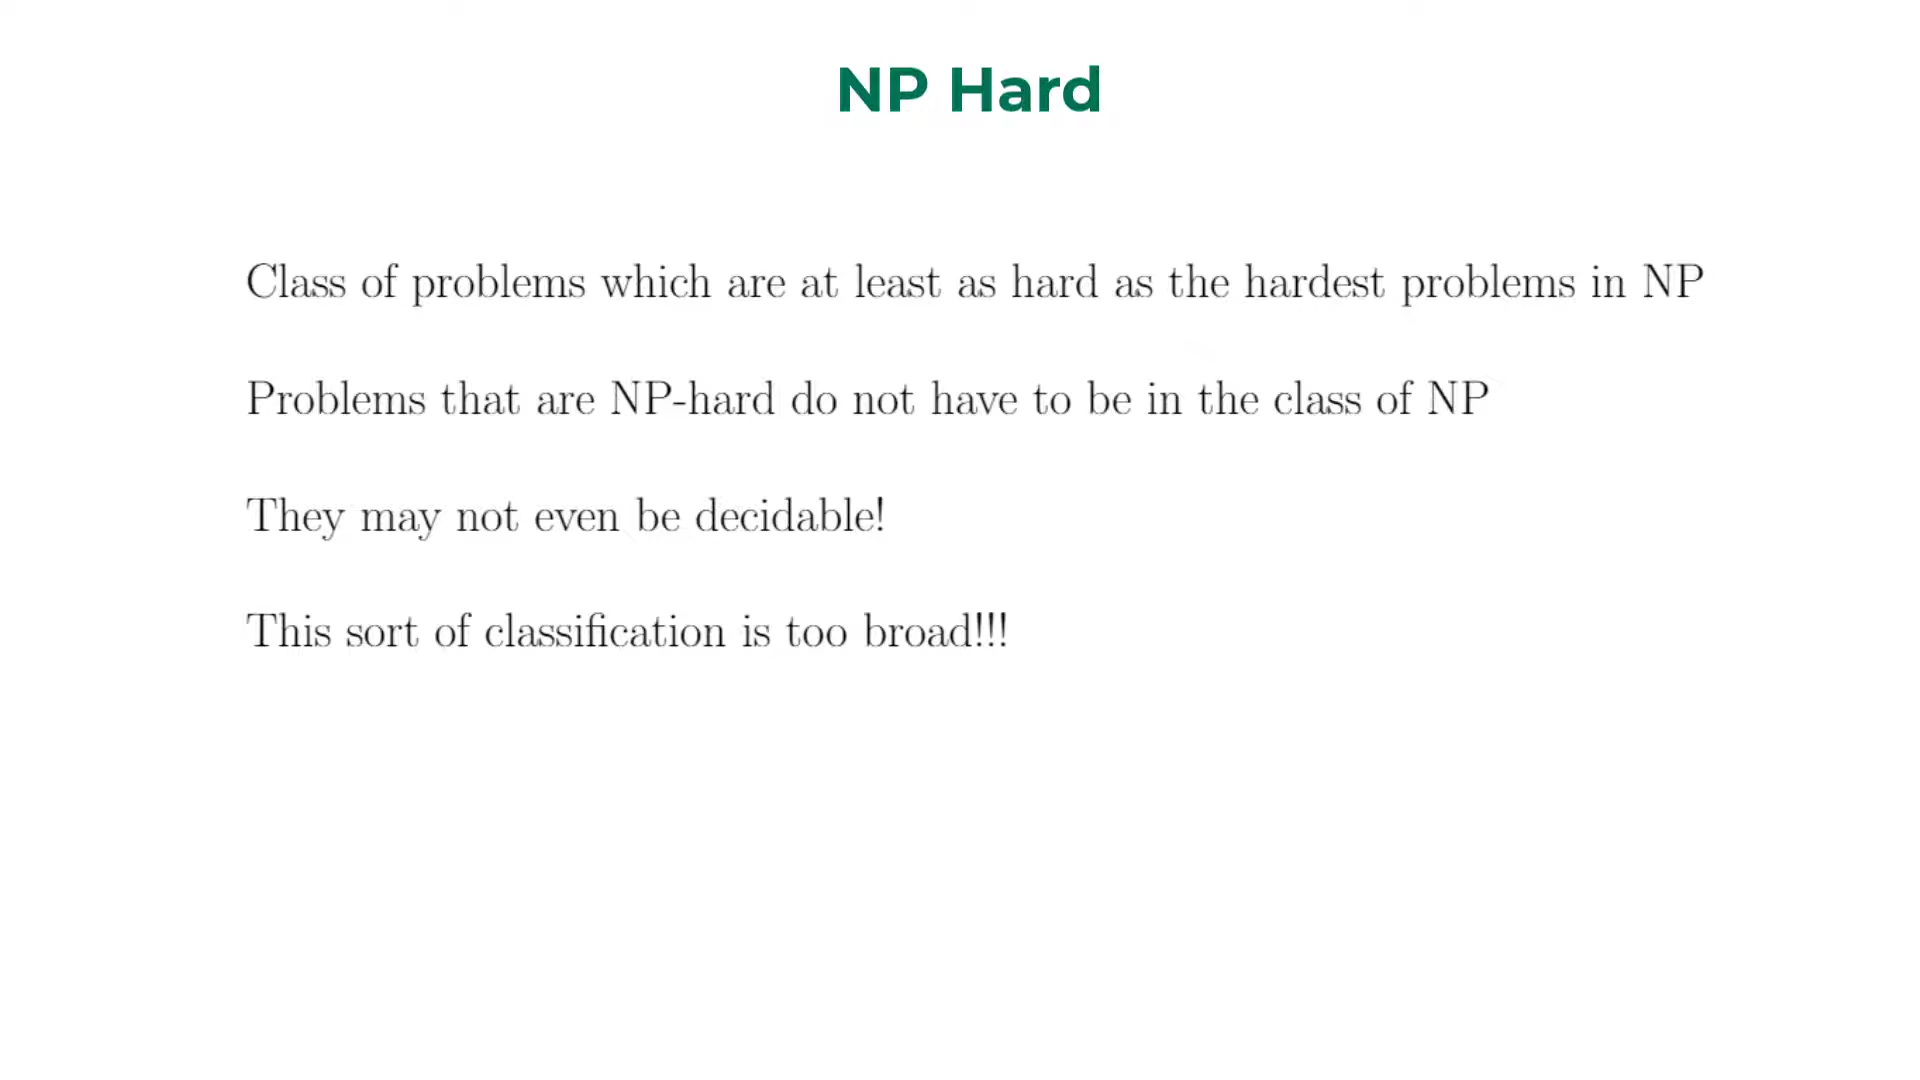 NP Hard
Class of problems which are at least as hard as the hardest problems in NP
Problems that are NP-hard do not have to be in the class of NP
They may not even be decidable!
This sort of classification is too broad!!!